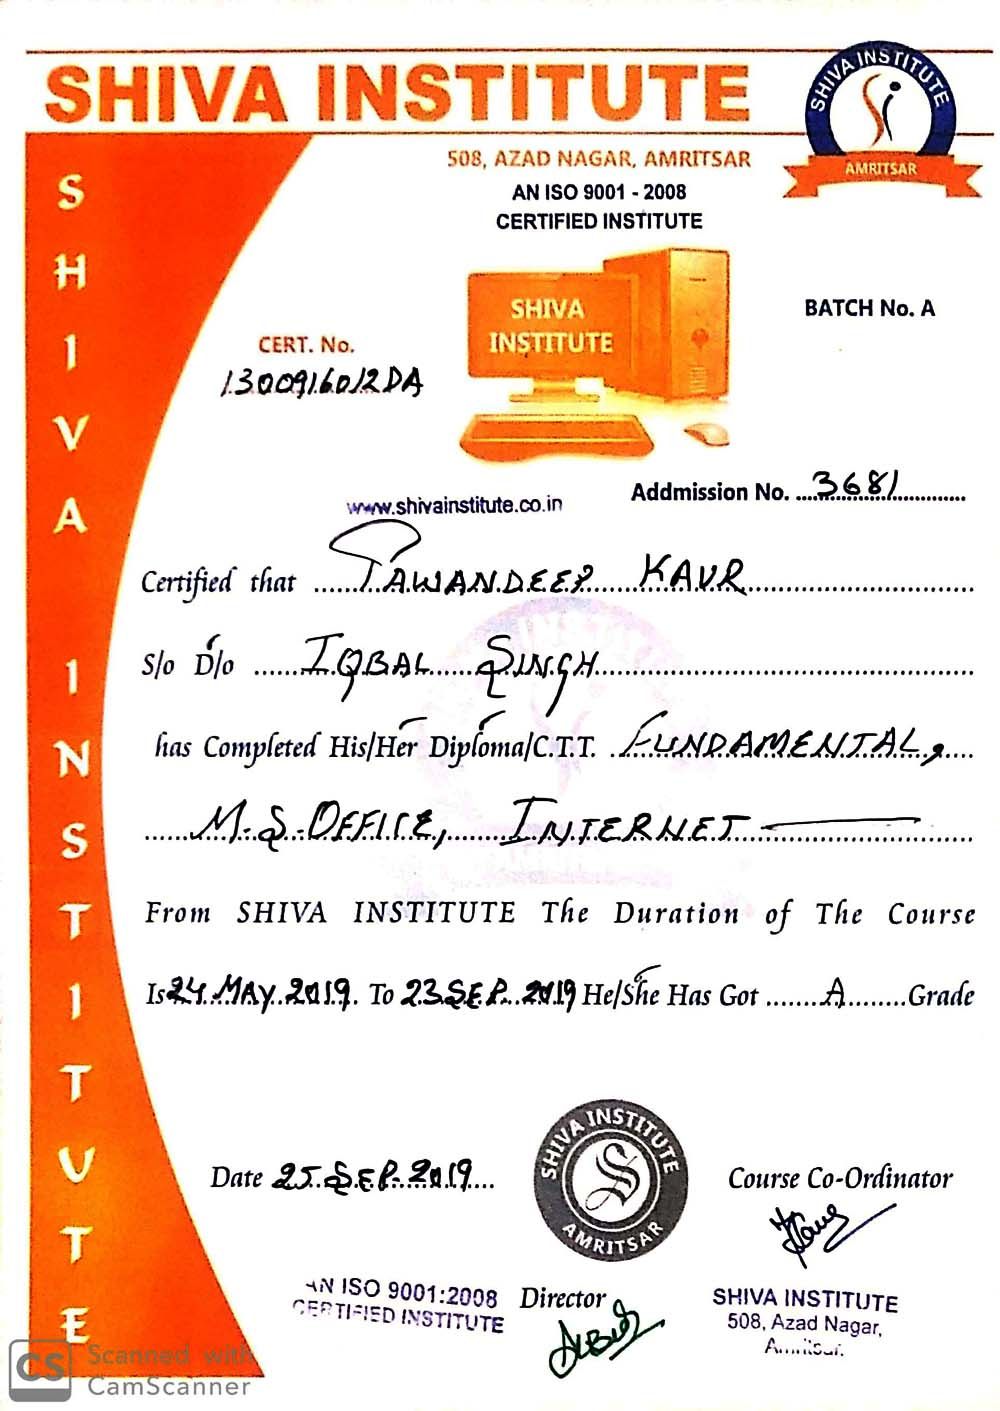 SHIVA INSTITUTE
SHIVA INSTITUTE
AMRITSAR
508, AZAD NAGAR, AMRITSAR
AN ISO 9001 - 2008
CERTIFIED INSTITUTE
SHIVA INSTITUTE
SHIVA
INSTITUTE
BATCH No. A
CERT. No.
1300916012DA
Addmission No. ...3681...............
www.shivainstitute.co.in
Certified that ......PAWANDEEP KAUR...............
S/o D/o ......IQBAL SINGH...............
has Completed His/Her Diploma/C.T.T. .FUNDAMENTAL,....
......M.S.OFFICE,......INTERNET
From SHIVA INSTITUTE The Duration of The Course
Is 24 MAY 2019. To 23 SEP. 2019 He/She Has Got .......A.......Grade
Date 25.SEP.2019...
SHIVA INSTITUTE
AMRITSAR
Course Co-Ordinator
AN ISO 9001:2008
CERTIFIED INSTITUTE
Director
SHIVA INSTITUTE
508, Azad Nagar,
Amritsar.
CS Scanned with
CamScanner